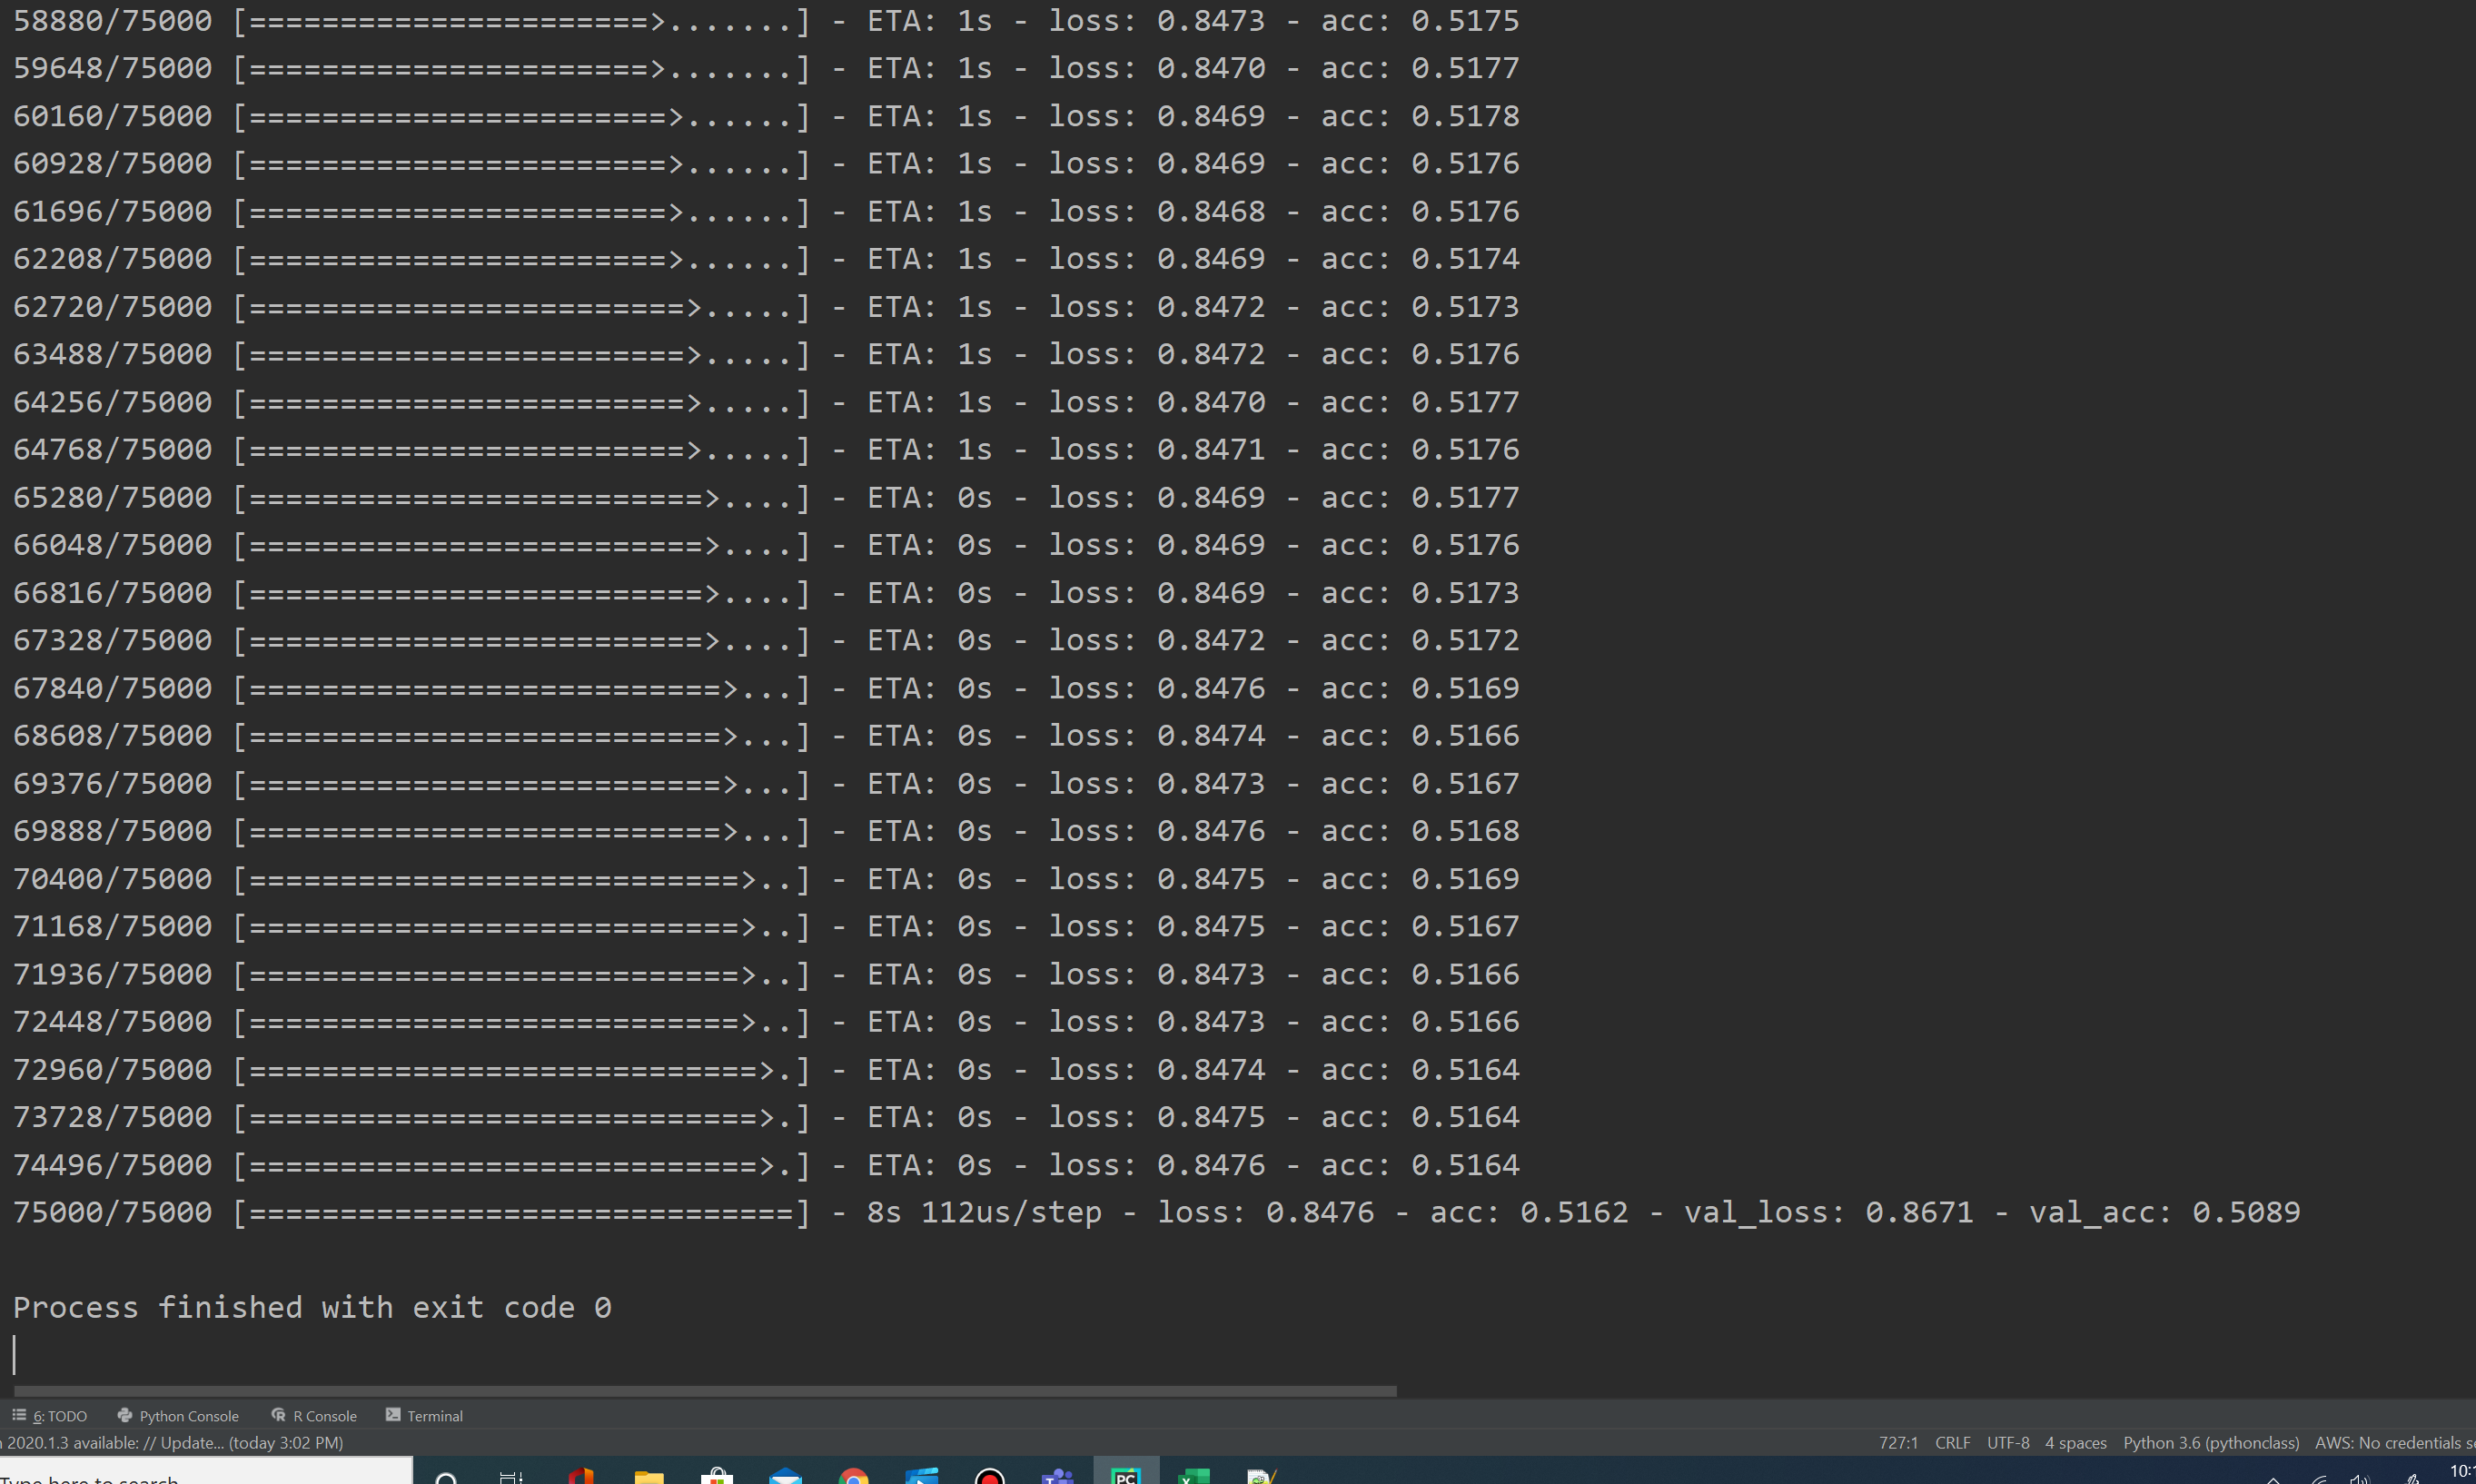 58880/75000 [======================>.......] - ETA: 1s - loss: 0.8473 - acc: 0.5175
59648/75000 [======================>.......] - ETA: 1s - loss: 0.8470 - acc: 0.5177
60160/75000 [=======================>......] - ETA: 1s - loss: 0.8469 - acc: 0.5178
60928/75000 [=======================>......] - ETA: 1s - loss: 0.8469 - acc: 0.5176
61696/75000 [=======================>......] - ETA: 1s - loss: 0.8468 - acc: 0.5176
62208/75000 [=======================>......] - ETA: 1s - loss: 0.8469 - acc: 0.5174
62720/75000 [========================>.....] - ETA: 1s - loss: 0.8472 - acc: 0.5173
63488/75000 [========================>.....] - ETA: 1s - loss: 0.8472 - acc: 0.5176
64256/75000 [========================>.....] - ETA: 1s - loss: 0.8470 - acc: 0.5177
64768/75000 [========================>.....] - ETA: 1s - loss: 0.8471 - acc: 0.5176
65280/75000 [=========================>....] - ETA: 0s - loss: 0.8469 - acc: 0.5177
66048/75000 [=========================>....] - ETA: 0s - loss: 0.8469 - acc: 0.5176
66816/75000 [=========================>....] - ETA: 0s - loss: 0.8469 - acc: 0.5173
67328/75000 [=========================>....] - ETA: 0s - loss: 0.8472 - acc: 0.5172
67840/75000 [==========================>...] - ETA: 0s - loss: 0.8476 - acc: 0.5169
68608/75000 [==========================>...] - ETA: 0s - loss: 0.8474 - acc: 0.5166
69376/75000 [==========================>...] - ETA: 0s - loss: 0.8473 - acc: 0.5167
69888/75000 [==========================>...] - ETA: 0s - loss: 0.8476 - acc: 0.5168
70400/75000 [===========================>..] - ETA: 0s - loss: 0.8475 - acc: 0.5169
71168/75000 [===========================>..] - ETA: 0s - loss: 0.8475 - acc: 0.5167
71936/75000 [===========================>..] - ETA: 0s - loss: 0.8473 - acc: 0.5166
72448/75000 [===========================>..] - ETA: 0s - loss: 0.8473 - acc: 0.5166
72960/75000 [============================>.] - ETA: 0s - loss: 0.8474 - acc: 0.5164
73728/75000 [============================>.] - ETA: 0s - loss: 0.8475 - acc: 0.5164
74496/75000 [============================>.] - ETA: 0s - loss: 0.8476 - acc: 0.5164
75000/75000 [==============================] - 8s 112us/step - loss: 0.8476 - acc: 0.5162 - val_loss: 0.8671 - val_acc: 0.5089
Process finished with exit code 0
6: TODO Python Console R Console Terminal
2020.1.3 available: // Update... (today 3:02 PM) 727:1 CRLF UTF-8 4 spaces Python 3.6 (pythonclass) AWS: No credentials
Type here to search